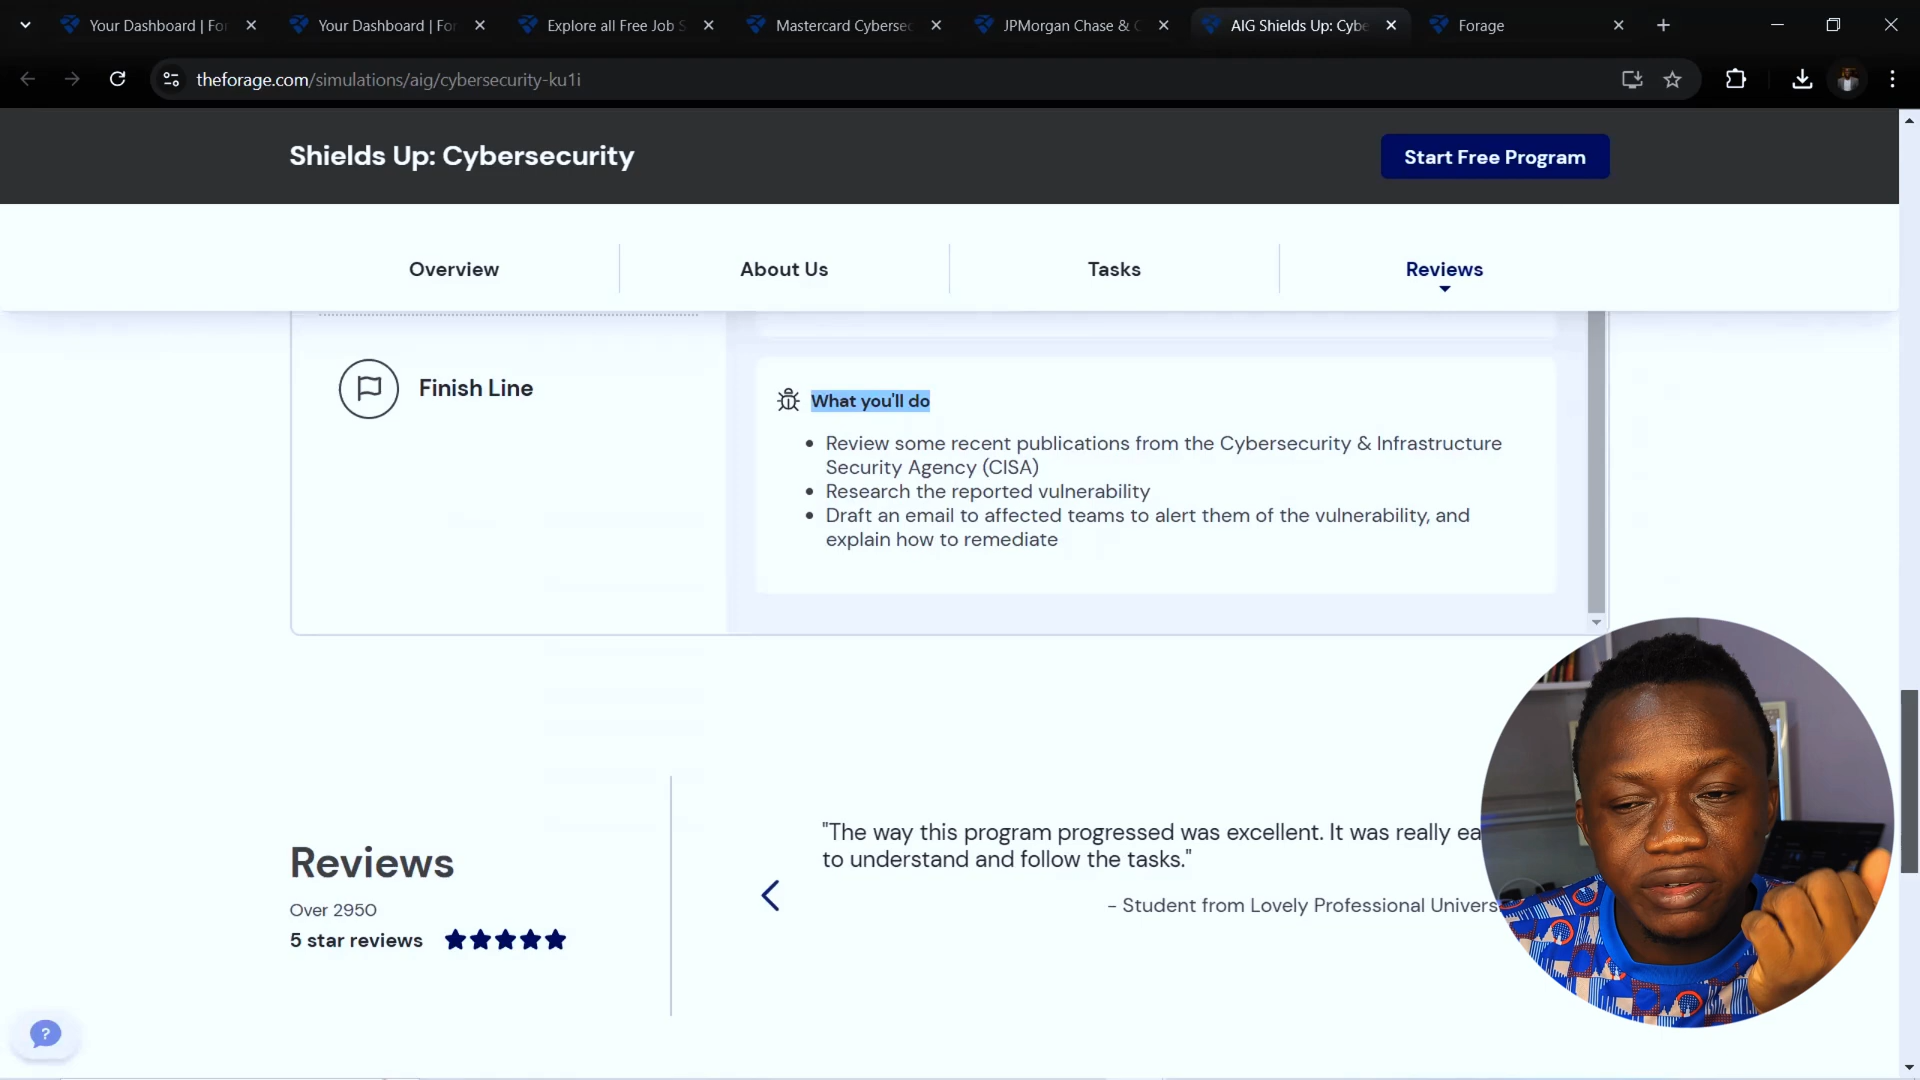 Your Dashboard | Fo
Your Dashboard | Fo
Explore all Free Job S
Mastercard Cybersec
JPMorgan Chase & C
AIG Shields Up: Cybe
Forage
theforage.com/simulations/aig/cybersecurity-ku1i
Shields Up: Cybersecurity
Start Free Program
Overview
About Us
Tasks
Reviews
Finish Line
What you'll do
Review some recent publications from the Cybersecurity & Infrastructure
Security Agency (CISA)
Research the reported vulnerability
Draft an email to affected teams to alert them of the vulnerability, and
explain how to remediate
Reviews
Over 2950
5 star reviews
"The way this program progressed was excellent. It was really ea
to understand and follow the tasks."
- Student from Lovely Professional Univers
?